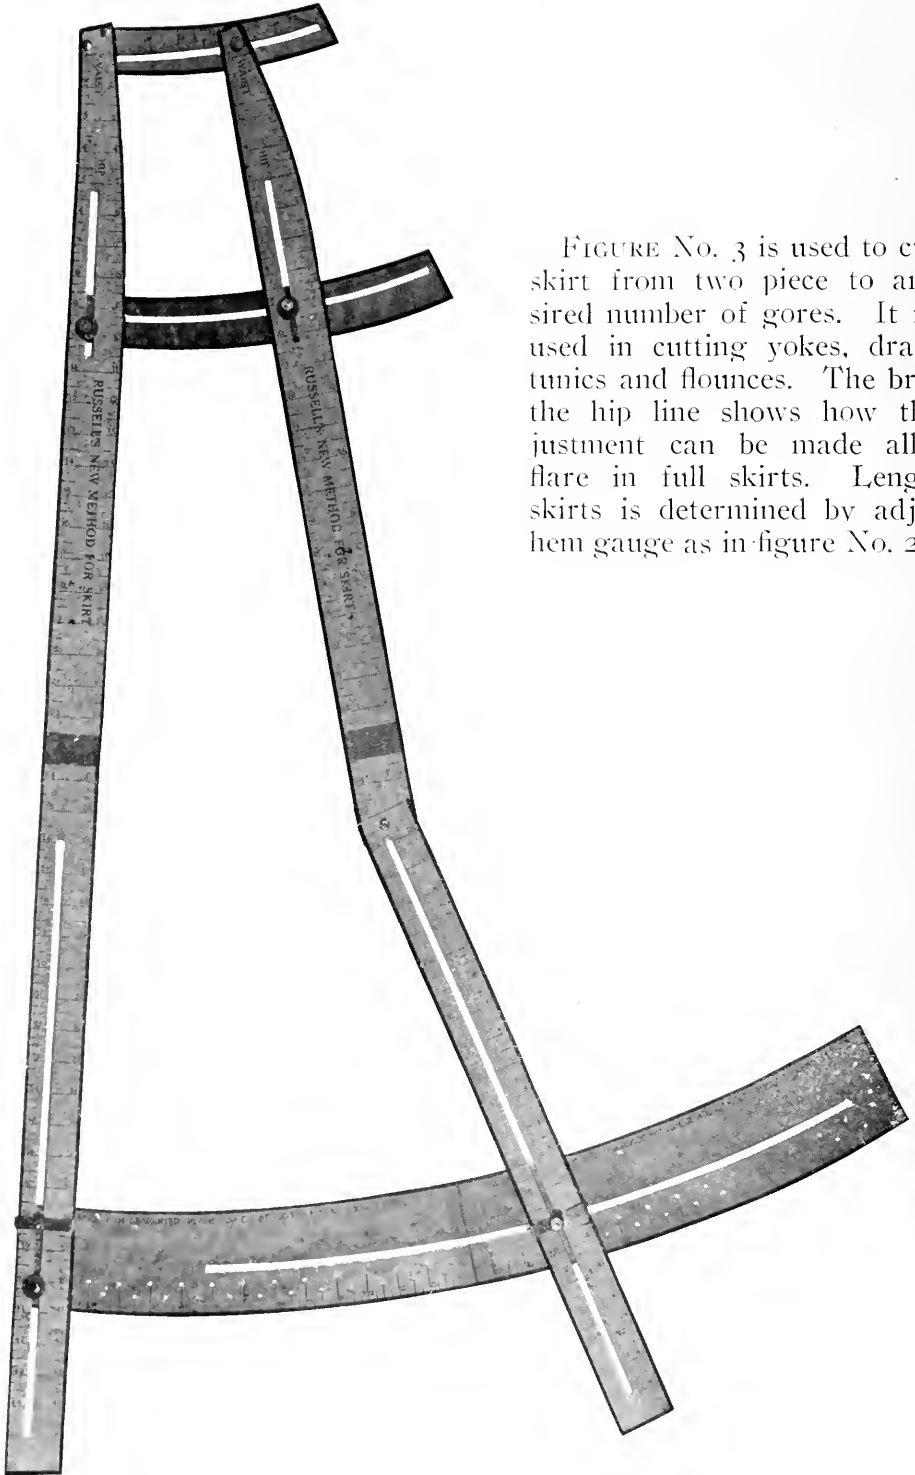 WAIST
WAIST
HIP
HIP
RUSSELL'S NEW METHOD FOR SKIRT.
RUSSELL'S NEW METHOD FOR SKIRT.
FIGURE No. 3 is used to c
skirt from two piece to a
sired number of gores. It
used in cutting yokes, dra
tunics and flounces. The br
the hip line shows how th
justment can be made all
flare in full skirts. Leng
skirts is determined by adj
hem gauge as in figure No. 2